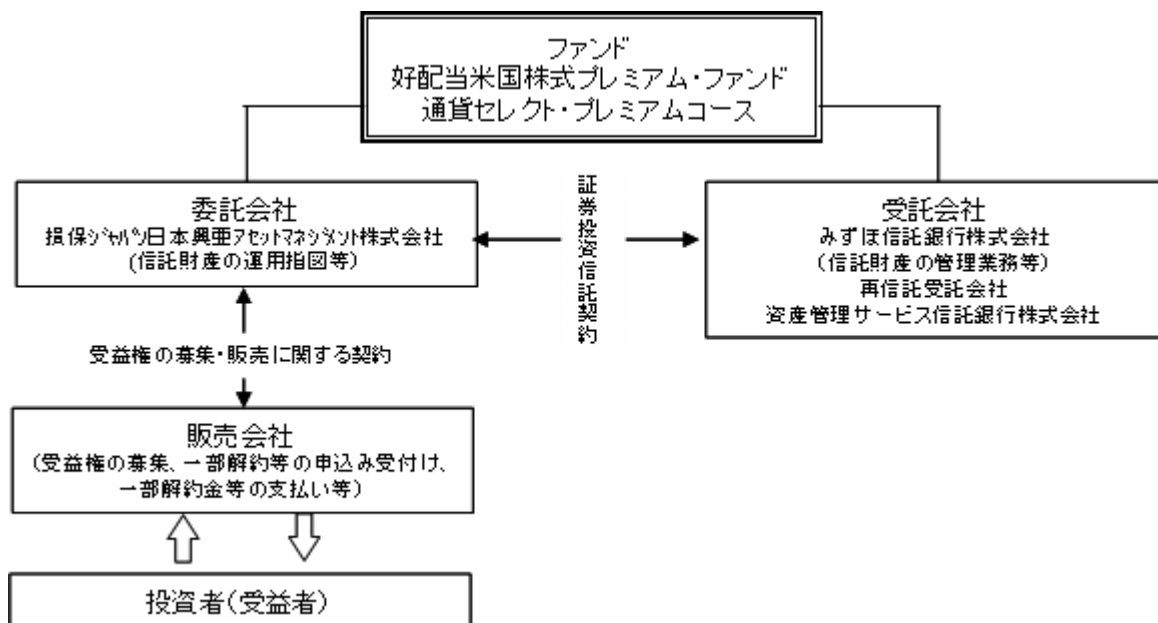 ファンド
好配当米国株式プレミアム・ファンド
通貨セレクト・プレミアムコース
委託会社
損保ｼﾞｬﾊﾟﾝ日本興亜ｱｾｯﾄﾏﾈｼﾞﾒﾝﾄ株式会社
(信託財産の運用指図等)
証券投資信託契約
受託会社
みずほ信託銀行株式会社
（信託財産の管理業務等）
再信託受託会社
資産管理サービス信託銀行株式会社
受益権の募集・販売に関する契約
販売会社
(受益権の募集、一部解約等の申込み受付け、
一部解約金等の支払い等)
投資者(受益者)